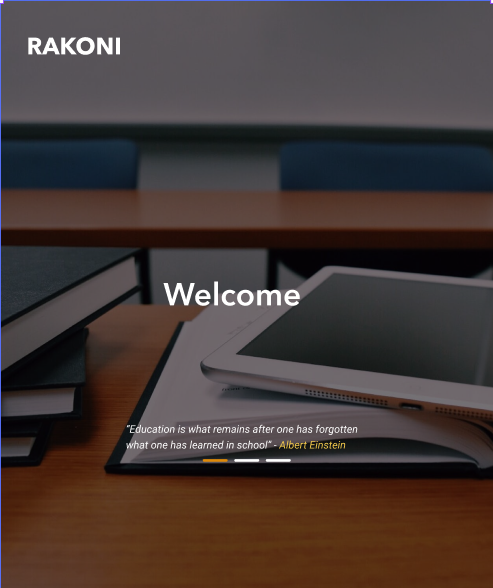 RAKONI
Welcome
"Education is what remains after one has forgotten
what one has learned in school" - Albert Einstein